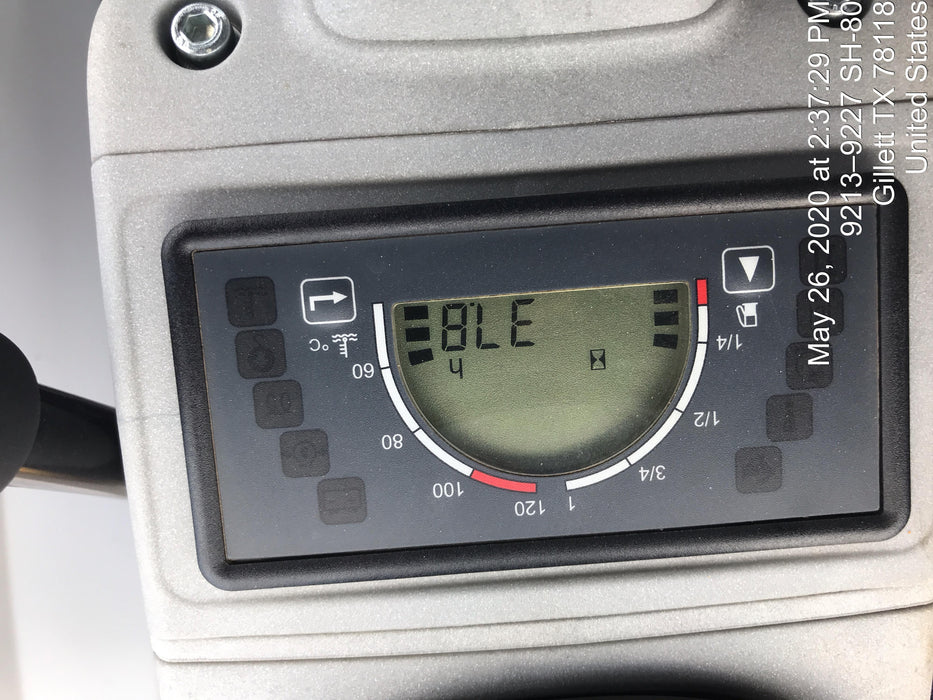 May 26, 2020 at 2:37:29 PM
9213–9227 SH-80
Gillett TX 78118
United States
1 120
3/4 100
1/2 80
1/4 60
h
378
°C